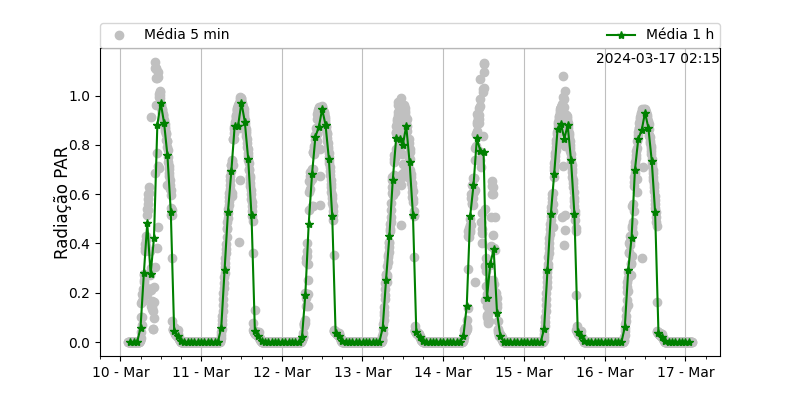 Média 5 min
Média 1 h
2024-03-17 02:15
Radiação PAR
1.0
0.8
0.6
0.4
0.2
0.0
10 - Mar
11 - Mar
12 - Mar
13 - Mar
14 - Mar
15 - Mar
16 - Mar
17 - Mar